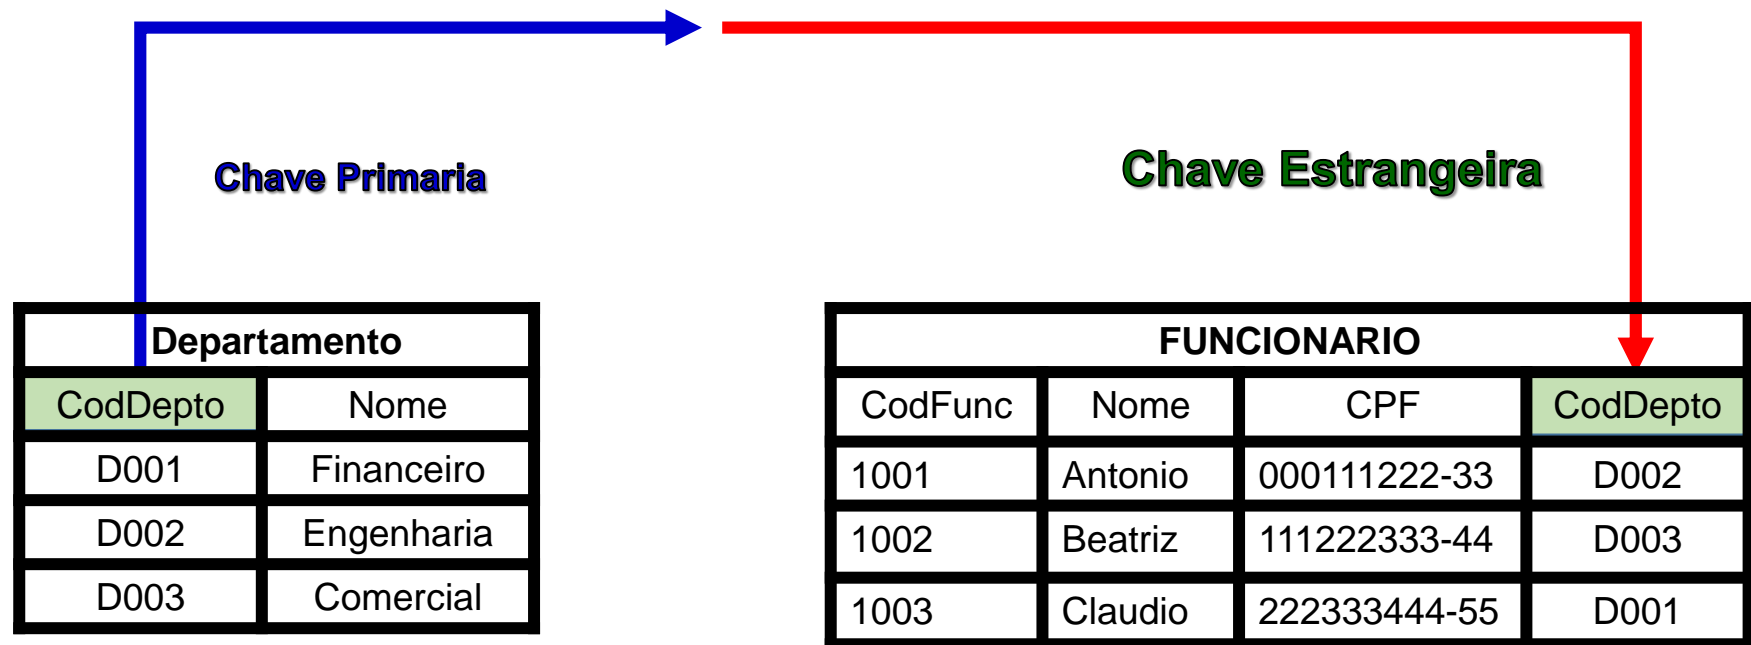 Chave Primaria
Chave Estrangeira
Departamento
CodDepto Nome
D001 Financeiro
D002 Engenharia
D003 Comercial
FUNCIONARIO
CodFunc Nome CPF CodDepto
1001 Antonio 000111222-33 D002
1002 Beatriz 111222333-44 D003
1003 Claudio 222333444-55 D001